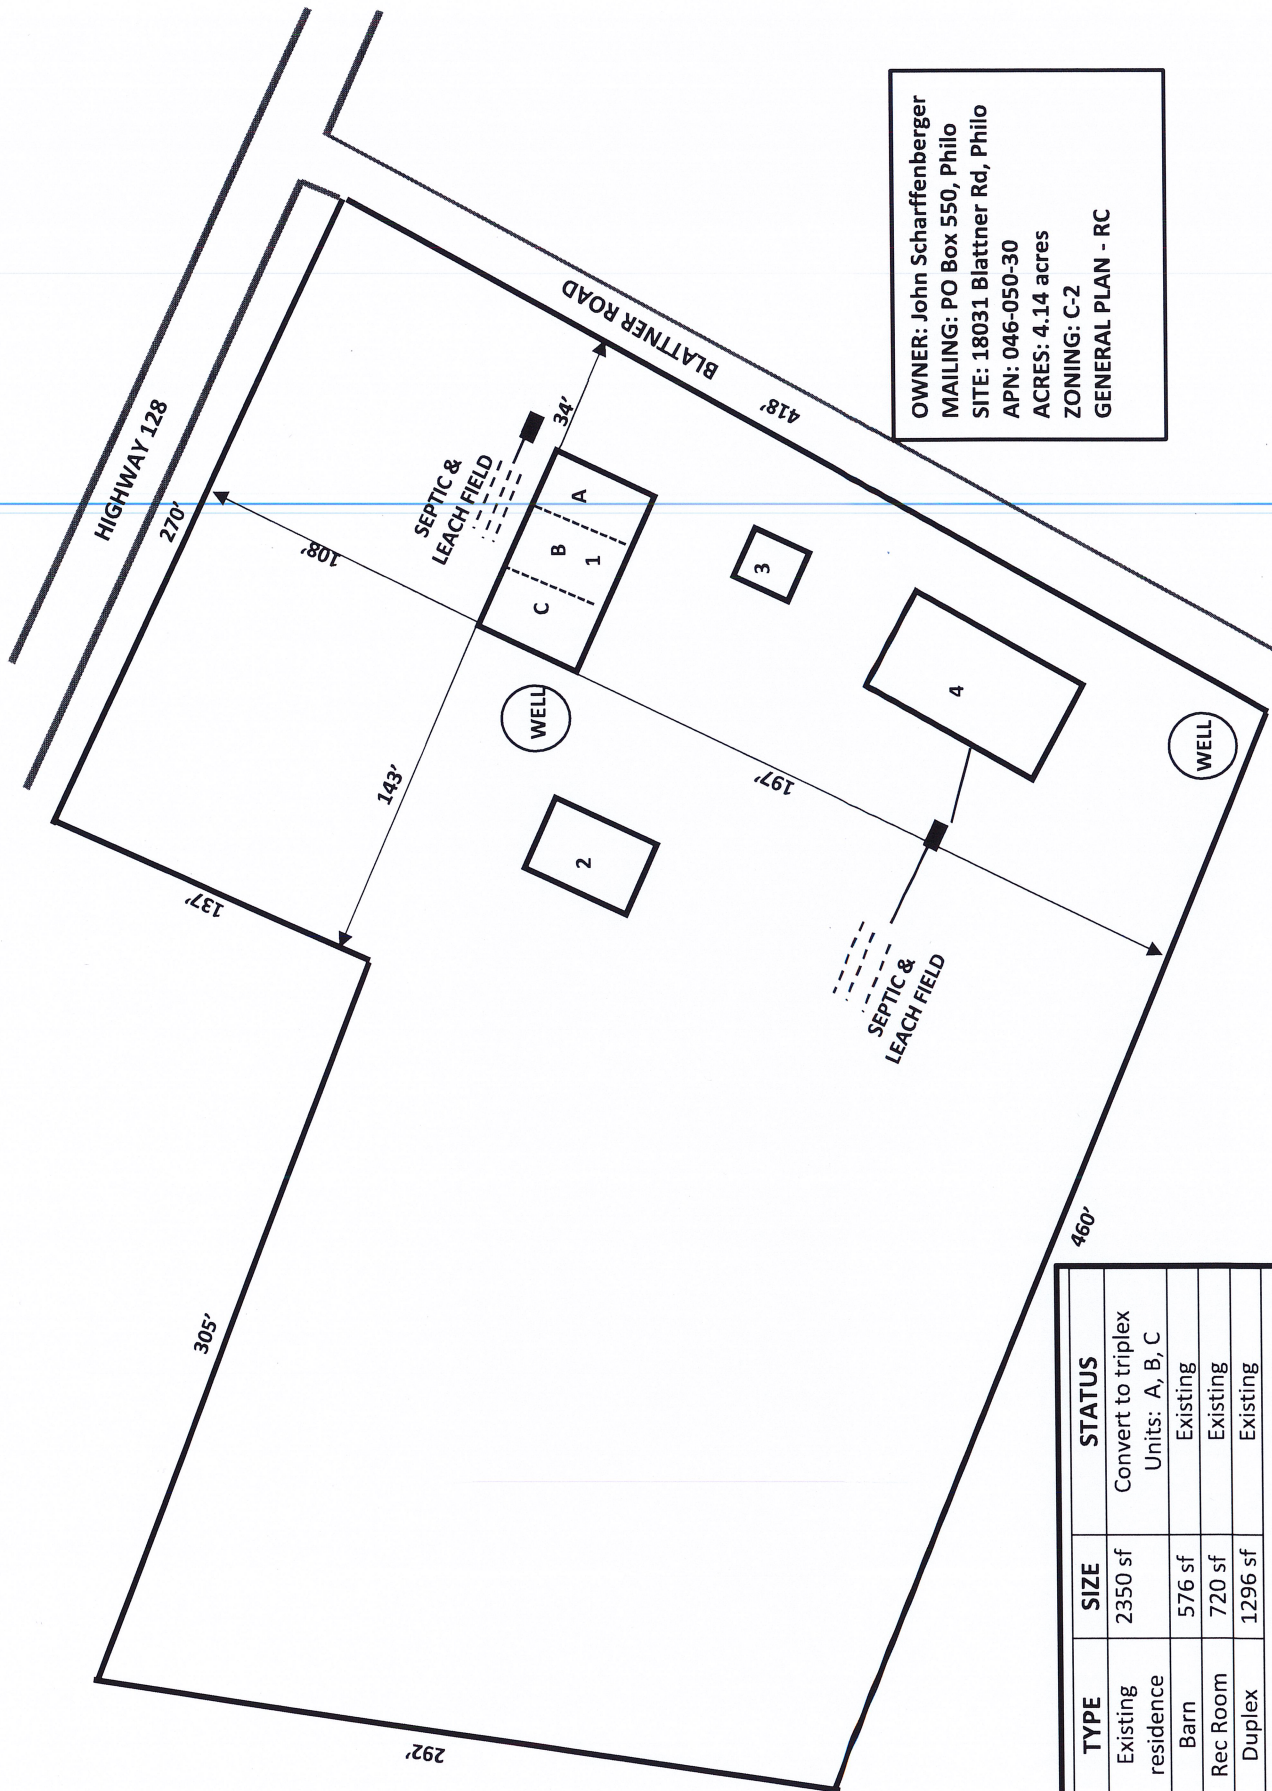 HIGHWAY 128
270'
108'
137'
143'
SEPTIC &
LEACH FIELD
34'
BLATTNER ROAD
418'
A
B
C
1
WELL
2
3
4
197'
WELL
SEPTIC &
LEACH FIELD
305'
292'
460'
OWNER: John Scharffenberger
MAILING: PO Box 550, Philo
SITE: 18031 Blattner Rd, Philo
APN: 046-050-30
ACRES: 4.14 acres
ZONING: C-2
GENERAL PLAN - RC
TYPE SIZE STATUS
Existing 2350 sf Convert to triplex
residence Units: A, B, C
Barn 576 sf Existing
Rec Room 720 sf Existing
Duplex 1296 sf Existing